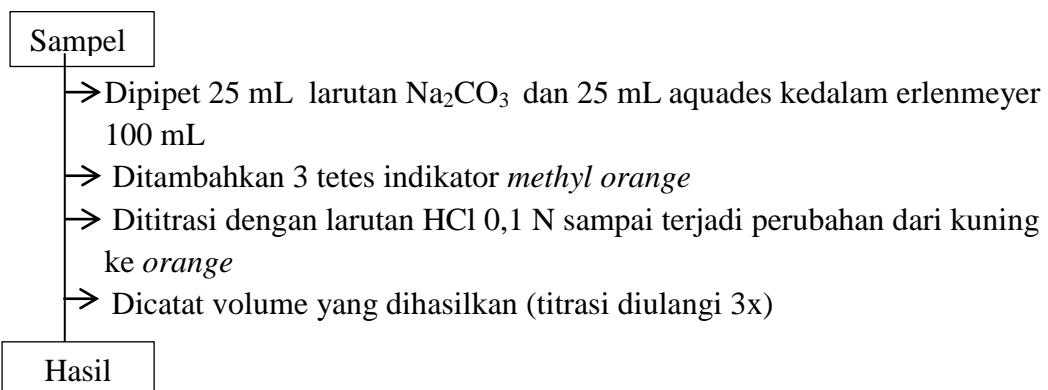 Sampel
Dipipet 25 mL larutan Na₂CO₃ dan 25 mL aquades kedalam erlenmeyer
100 mL
Ditambahkan 3 tetes indikator methyl orange
Dititrasi dengan larutan HCl 0,1 N sampai terjadi perubahan dari kuning
ke orange
Dicatat volume yang dihasilkan (titrasi diulangi 3x)
Hasil